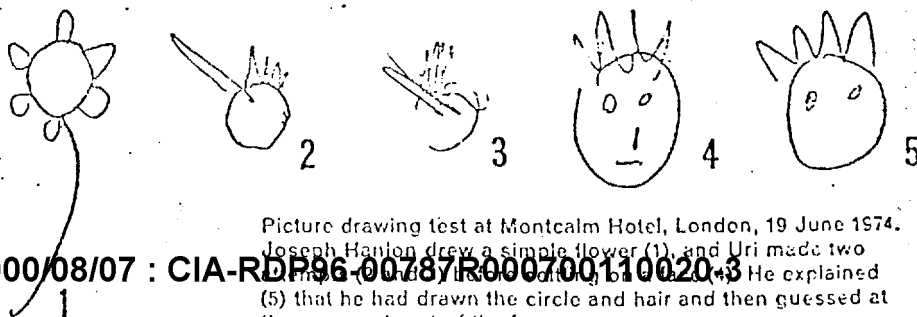 2
3
4
5
Picture drawing test at Montcalm Hotel, London, 19 June 1974.
Joseph Hanlon drew a simple flower (1), and Uri made two
00/08/07 : CIA-RDP96-00787R000700110020-3 He explained
(5) that he had drawn the circle and hair and then guessed at
1